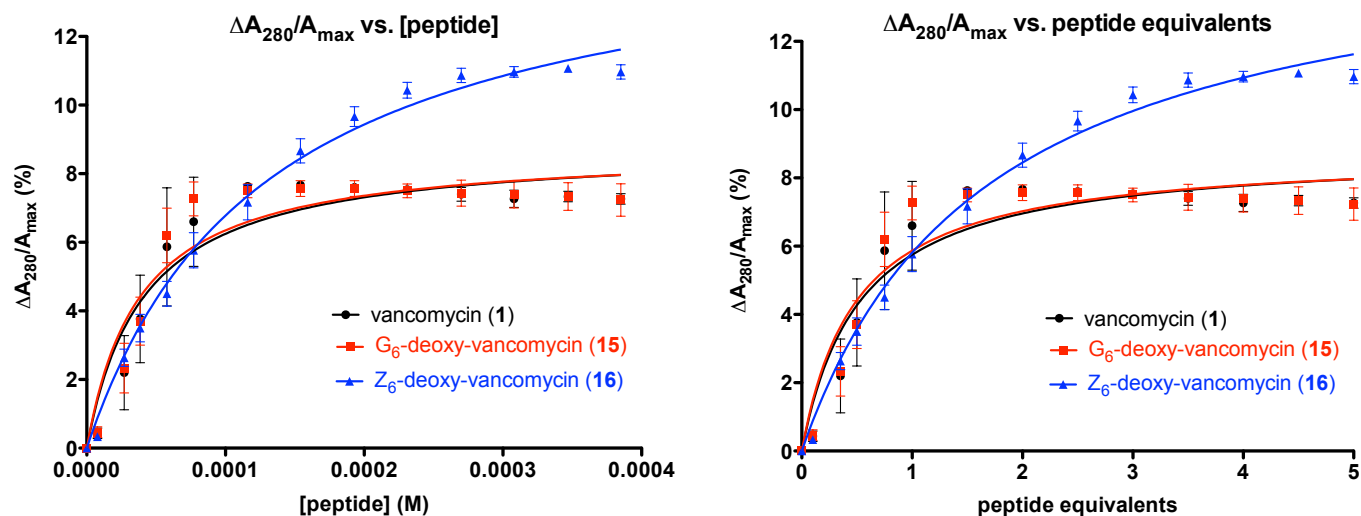 ΔA280/Amax vs. [peptide]
12
10
8
6
4
2
0
0.0000
0.0001
0.0002
0.0003
0.0004
ΔA280/Amax (%)
[peptide] (M)
vancomycin (1)
G6-deoxy-vancomycin (15)
Z6-deoxy-vancomycin (16)
ΔA280/Amax vs. peptide equivalents
12
10
8
6
4
2
0
0
1
2
3
4
5
ΔA280/Amax (%)
peptide equivalents
vancomycin (1)
G6-deoxy-vancomycin (15)
Z6-deoxy-vancomycin (16)